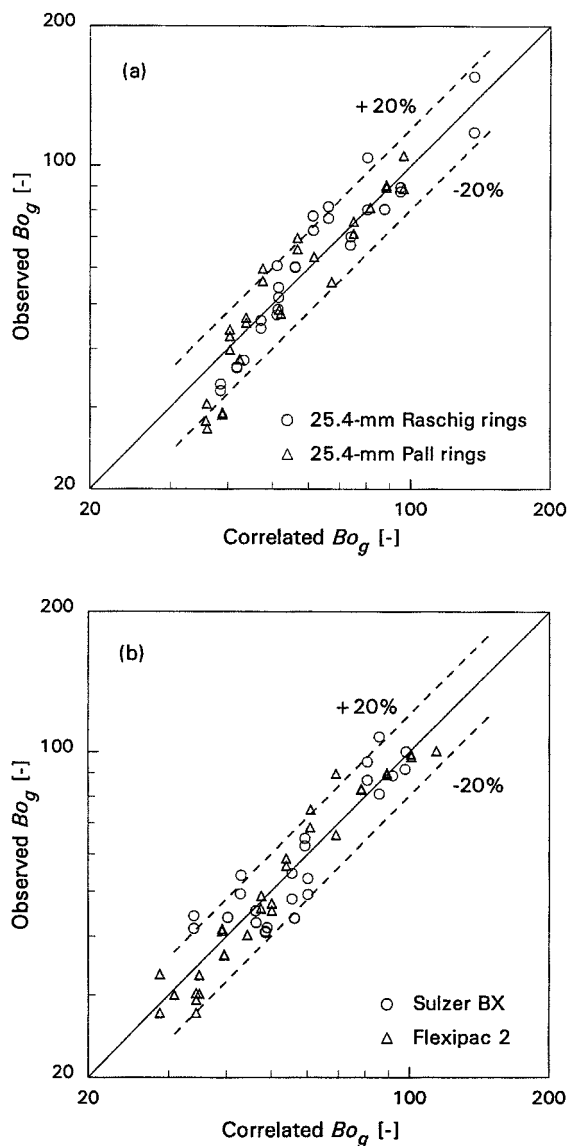 200
(a)
+20%
100
-20%
Observed Bo_g [-]
○ 25.4-mm Raschig rings
△ 25.4-mm Pall rings
20
20 100 200
Correlated Bo_g [-]
200
(b)
+20%
100
-20%
Observed Bo_g [-]
○ Sulzer BX
△ Flexipac 2
20
20 100 200
Correlated Bo_g [-]